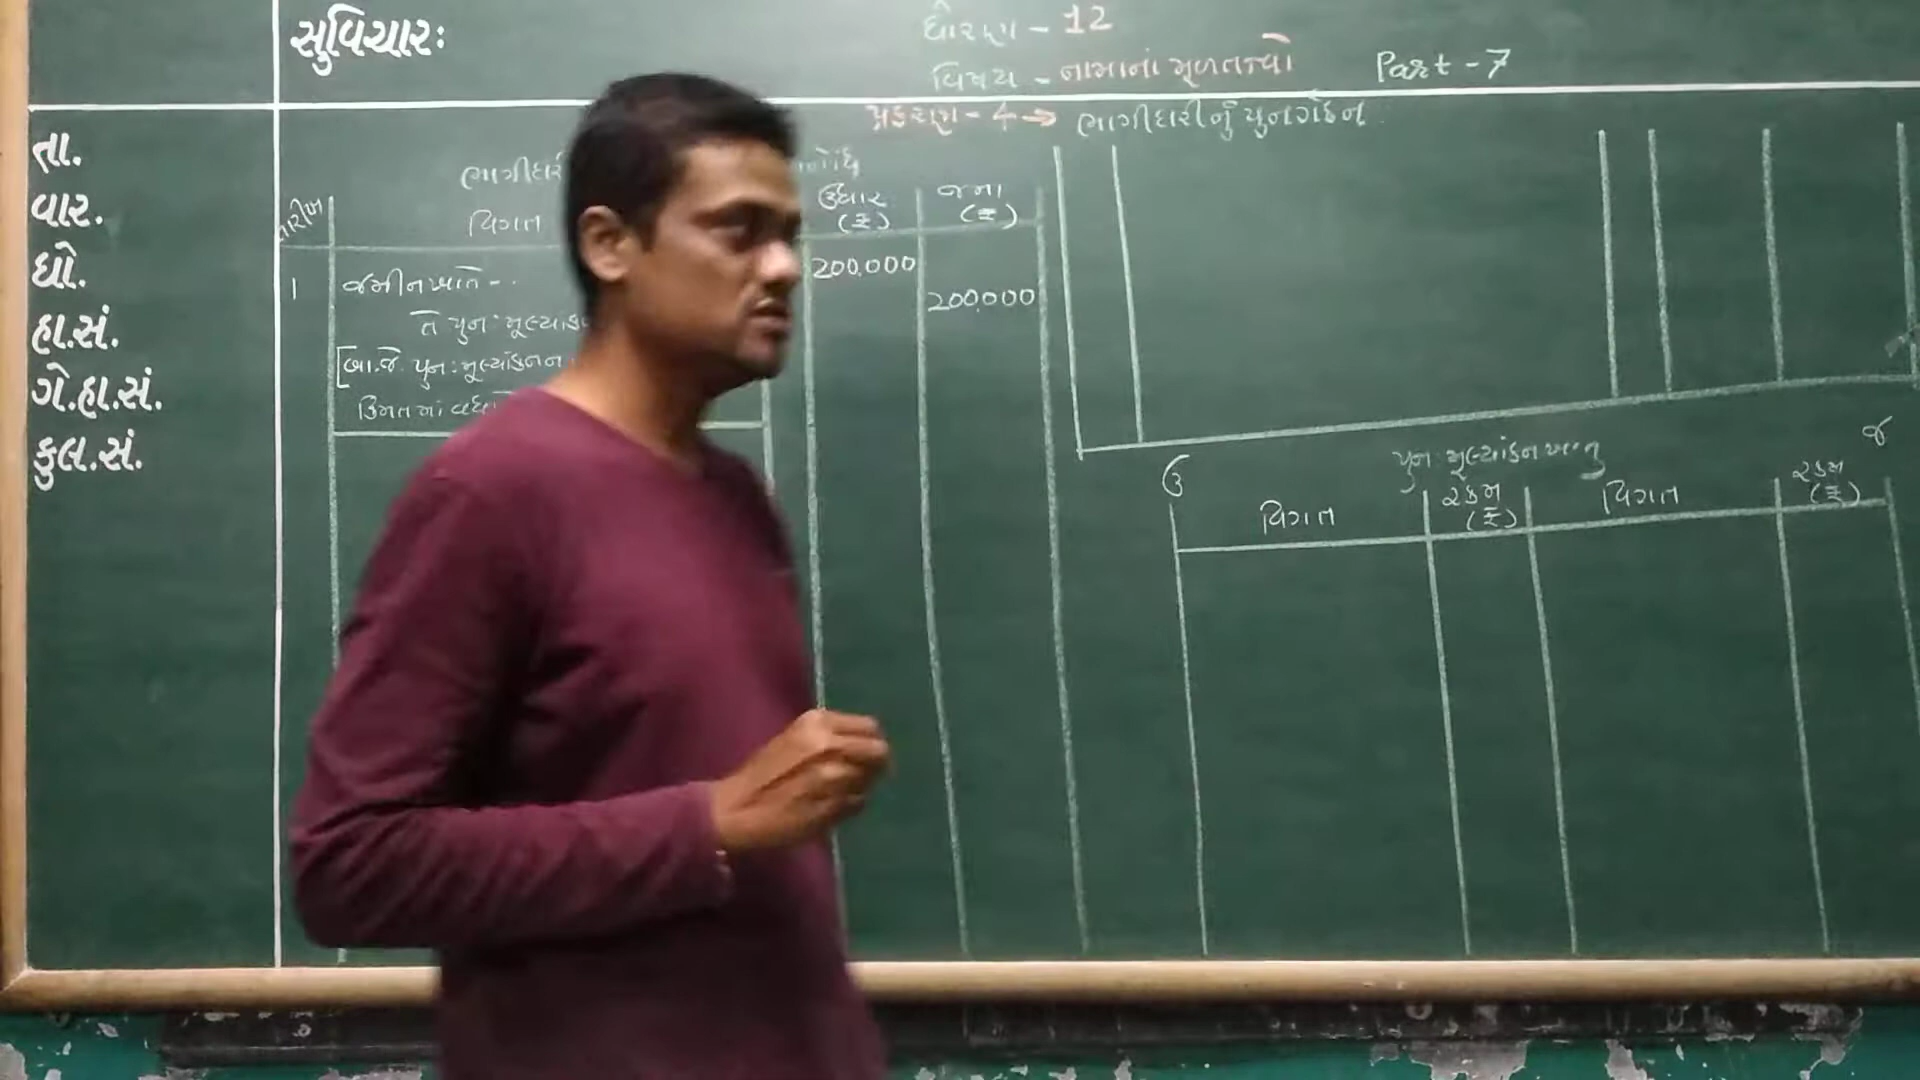 સુવિચારઃ
ધોરણ - 12
વિષય - નામાનાં મૂળતત્ત્વો
Part - 7
પ્રકરણ - 4 → ભાગીદારીનું પુનર્ગઠન
તા.
વાર.
ધો.
હા.સં.
ગે.હા.સં.
કુલ.સં.
તારીખ
વિગત
ઉધાર (₹)
જમા (₹)
1
જમીન ખાતે - ..
200,000
તે પુનઃમૂલ્યાંક
200,000
[બા.જે. પુનઃમૂલ્યાંકનન
કિંમતમાં વધા
પુનઃમૂલ્યાંકન ખાતું
ઉ
જ
વિગત
રકમ (₹)
વિગત
રકમ (₹)